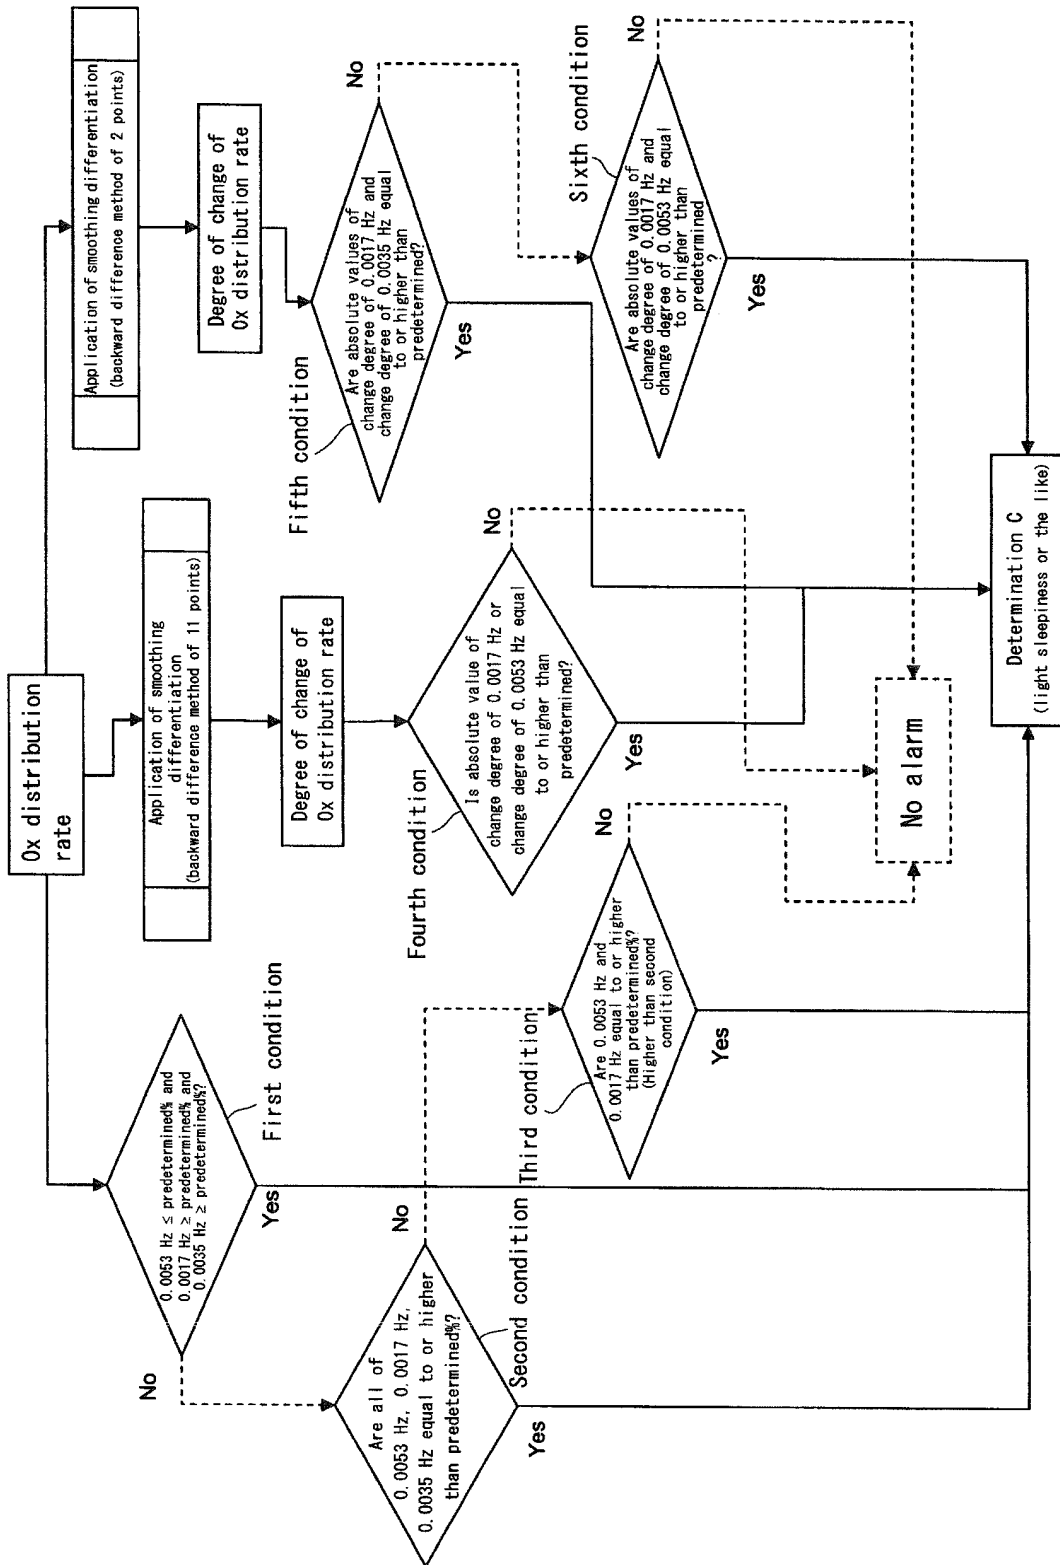 Ox distribution
rate
0.0053 Hz ≤ predetermined% and
0.0017 Hz ≥ predetermined% and
0.0035 Hz ≥ predetermined%?
First condition
No
Yes
Are all of
0.0053 Hz, 0.0017 Hz,
0.0035 Hz equal to or higher
than predetermined%?
Second condition
No
Yes
Third condition
Are 0.0053 Hz and
0.0017 Hz equal to or higher
than predetermined%?
(Higher than second
condition)
No
Yes
Application of smoothing
differentiation
(backward difference method of 11 points)
Degree of change of
Ox distribution rate
Fourth condition
Is absolute value of
change degree of 0.0017 Hz or
change degree of 0.0053 Hz equal
to or higher than
predetermined?
No
Yes
Application of smoothing differentiation
(backward difference method of 2 points)
Degree of change of
Ox distribution rate
Fifth condition
Are absolute values of
change degree of 0.0017 Hz and
change degree of 0.0035 Hz equal
to or higher than
predetermined?
No
Yes
Sixth condition
Are absolute values of
change degree of 0.0017 Hz and
change degree of 0.0053 Hz equal
to or higher than
predetermined
?
No
Yes
No alarm
Determination C
(light sleepiness or the like)